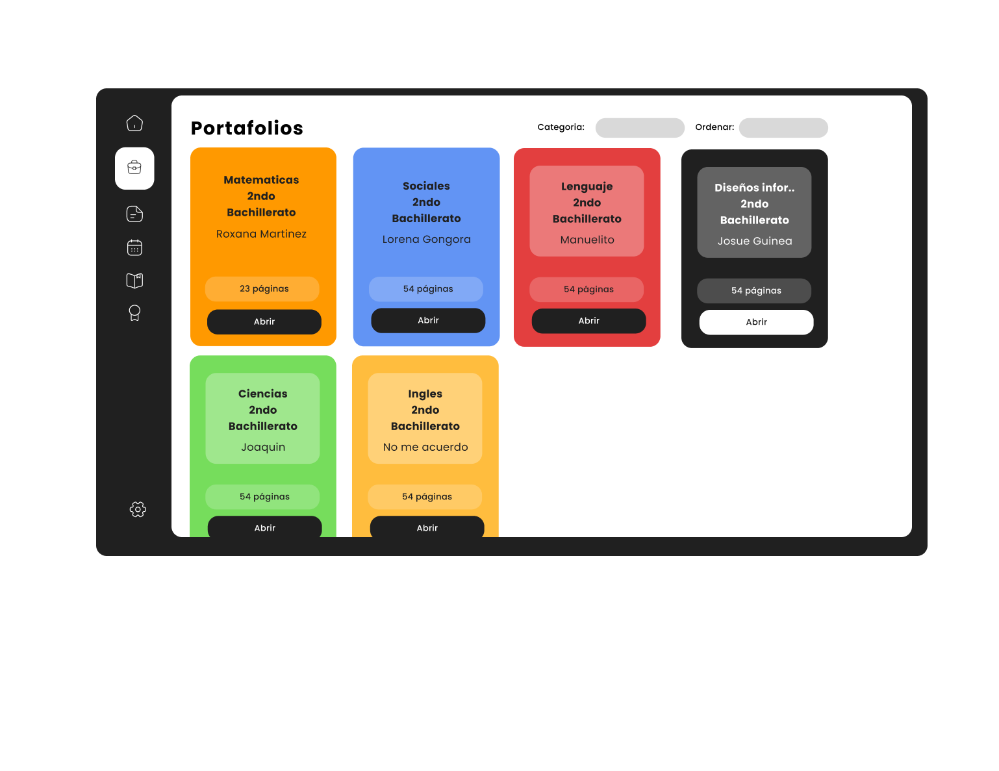 Portafolios
Categoria:
Ordenar:
Matematicas
2ndo
Bachillerato
Roxana Martinez
23 páginas
Abrir
Sociales
2ndo
Bachillerato
Lorena Gongora
54 páginas
Abrir
Lenguaje
2ndo
Bachillerato
Manuelito
54 páginas
Abrir
Diseños infor..
2ndo
Bachillerato
Josue Guinea
54 páginas
Abrir
Ciencias
2ndo
Bachillerato
Joaquin
54 páginas
Abrir
Ingles
2ndo
Bachillerato
No me acuerdo
54 páginas
Abrir